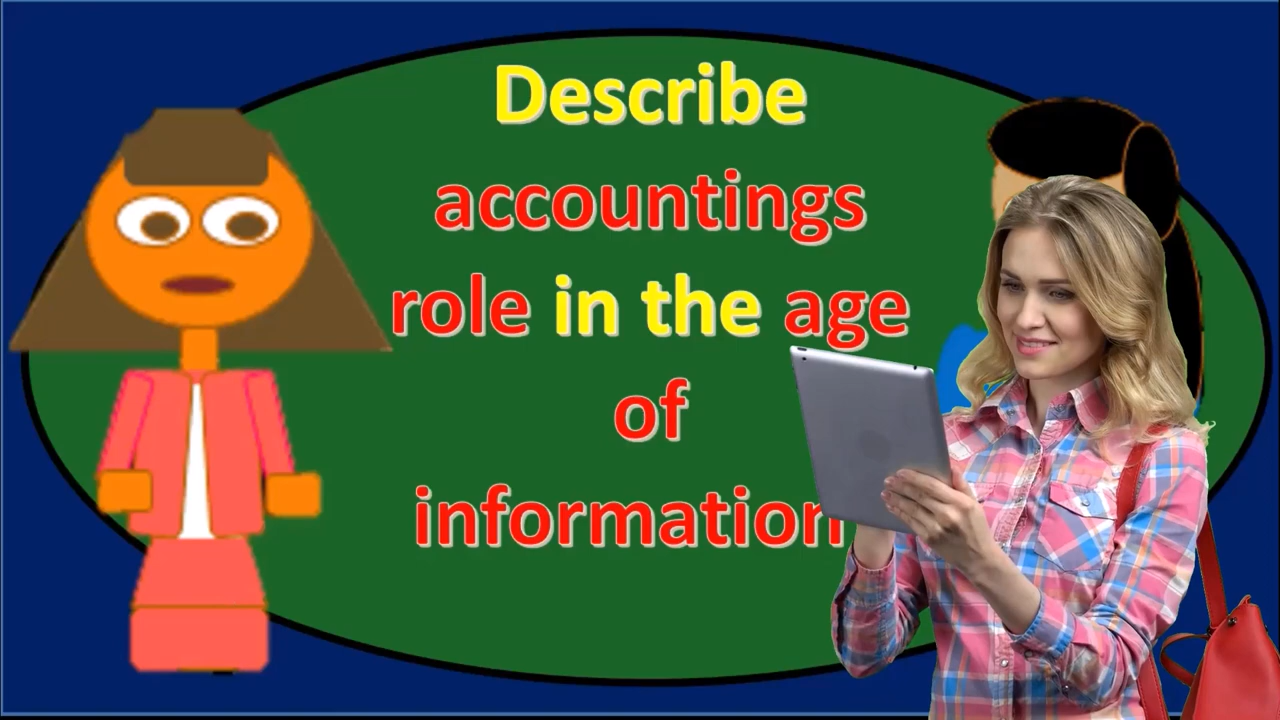 Describe
accountings
role in the age
of
information